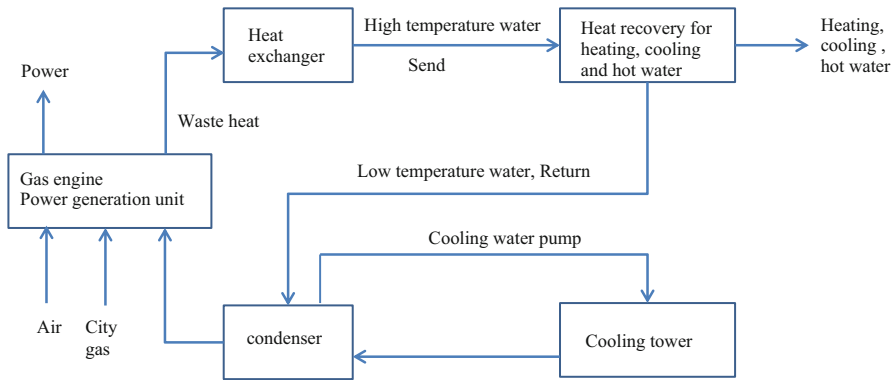 Heat
exchanger
High temperature water
Send
Heat recovery for
heating, cooling
and hot water
Heating,
cooling ,
hot water
Power
Waste heat
Gas engine
Power generation unit
Low temperature water, Return
Cooling water pump
Air
City
gas
condenser
Cooling tower